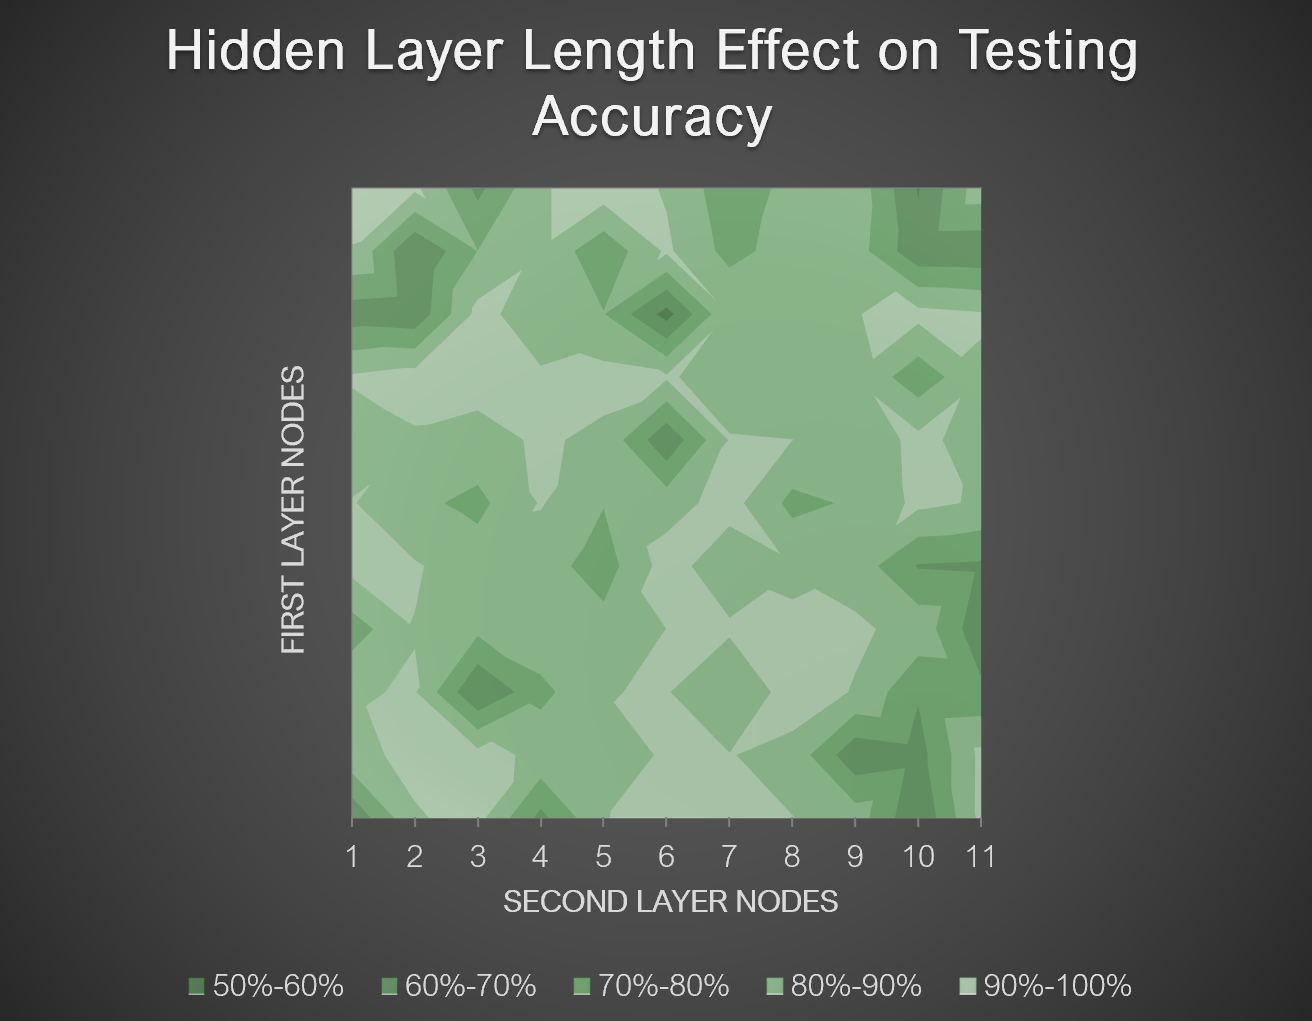 Hidden Layer Length Effect on Testing
Accuracy
FIRST LAYER NODES
1 2 3 4 5 6 7 8 9 10 11
SECOND LAYER NODES
50%-60% 60%-70% 70%-80% 80%-90% 90%-100%